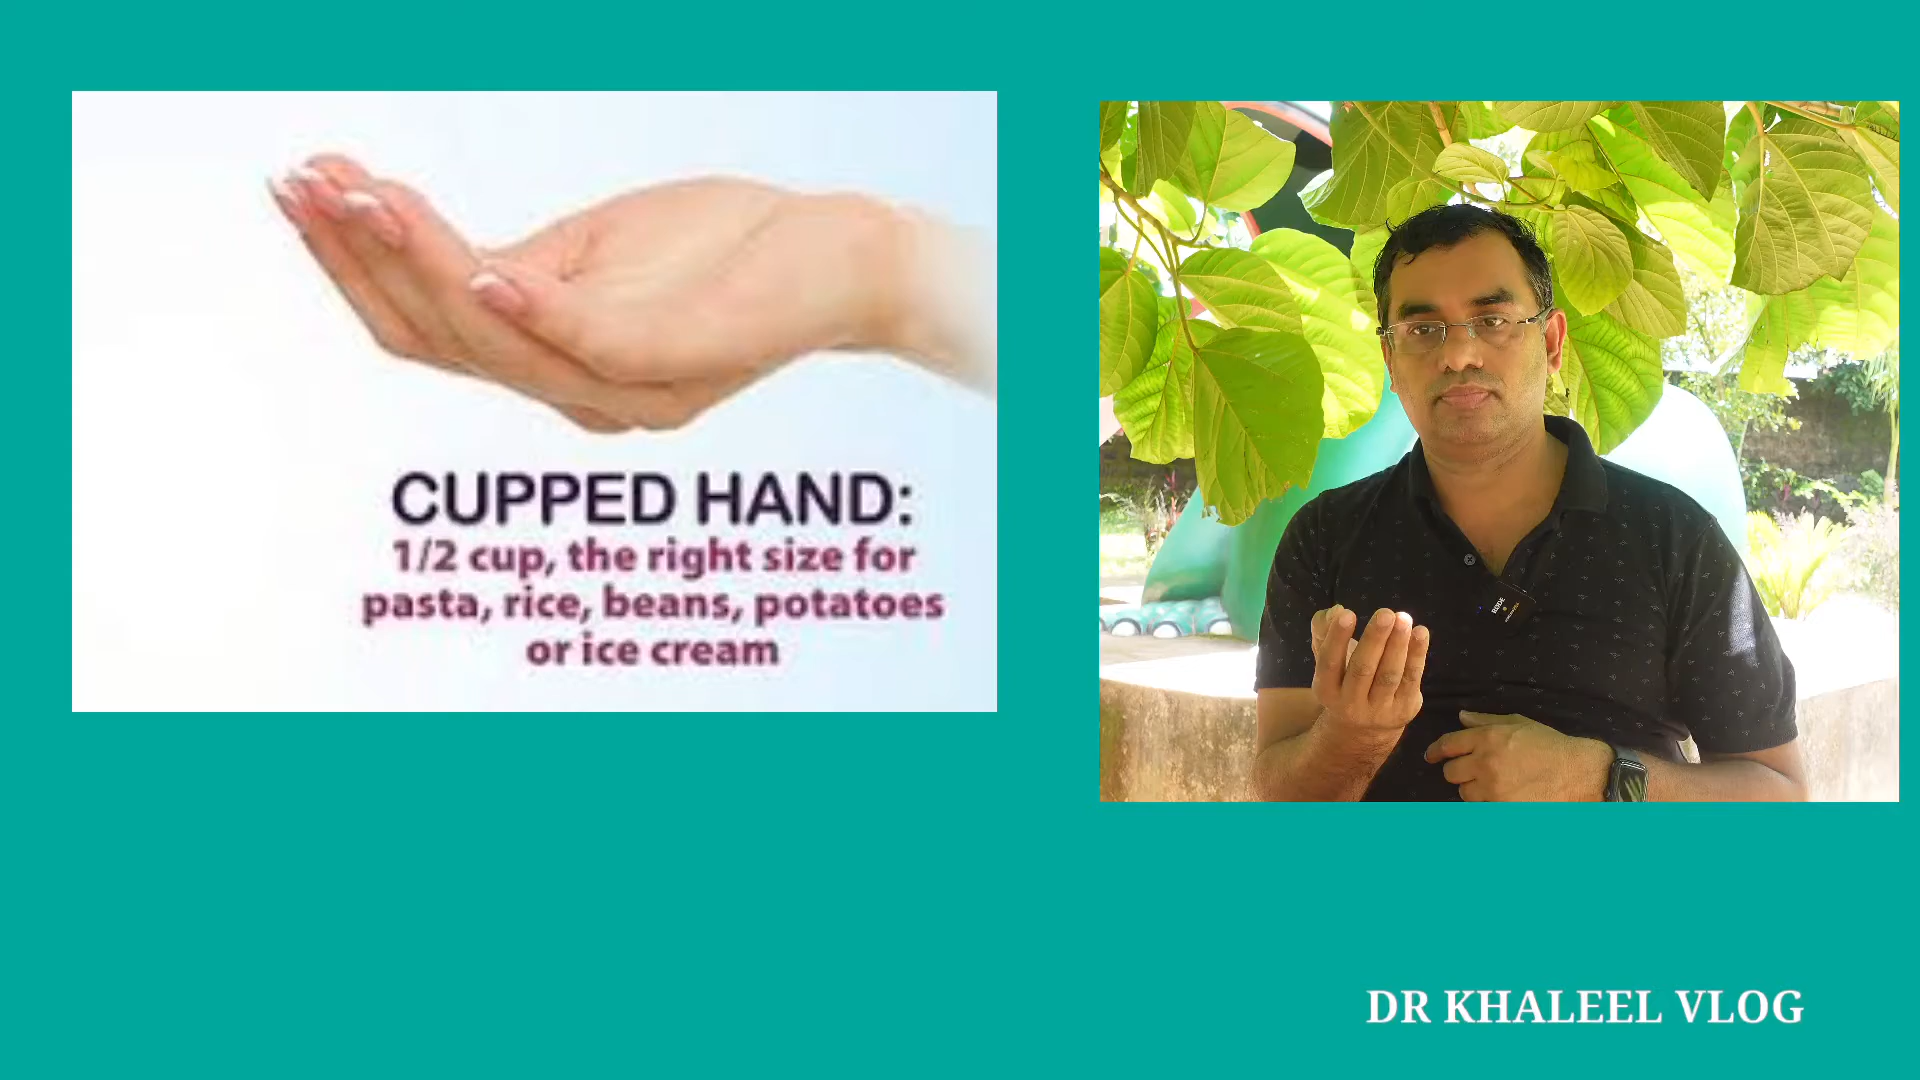 CUPPED HAND:
1/2 cup, the right size for
pasta, rice, beans, potatoes
or ice cream
RODE
DR KHALEEL VLOG